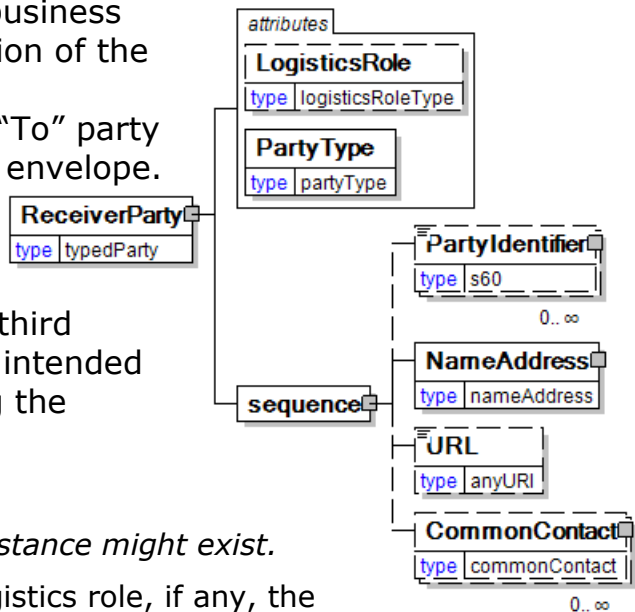 business
ion of the
“To” party
envelope.
third
intended
g the
stance might exist.
gistics role, if any, the
attributes
LogisticsRole
type logisticsRoleType
PartyType
type partyType
ReceiverParty
type typedParty
sequence
PartyIdentifier
type s60
0.. ∞
NameAddress
type nameAddress
URL
type anyURI
CommonContact
type commonContact
0.. ∞